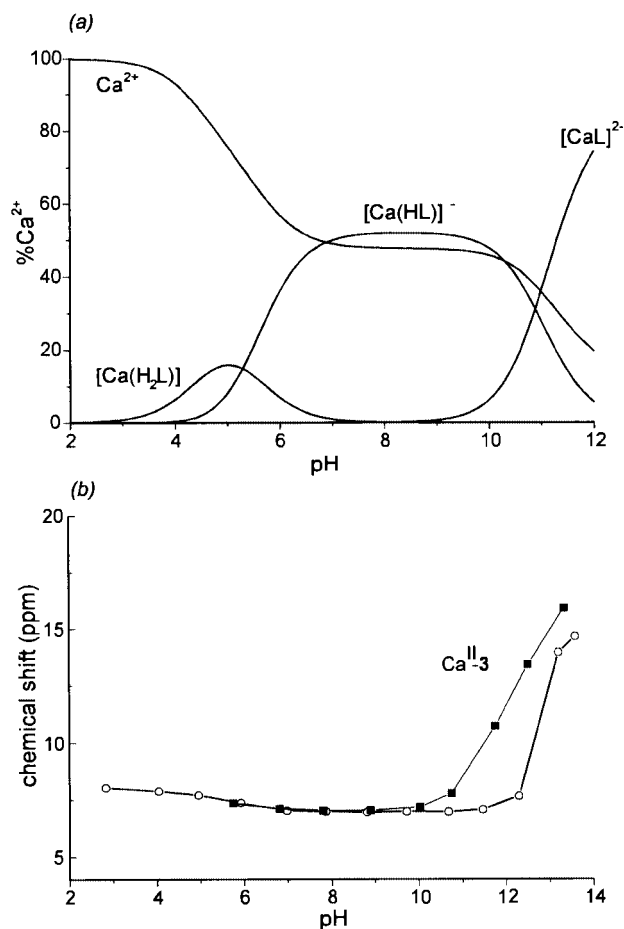 (a)
100
80
60
40
20
0
%Ca²⁺
Ca²⁺
[Ca(H₂L)]
[Ca(HL)]⁻
[CaL]²⁻
2 4 6 8 10 12
pH
(b)
20
15
10
5
chemical shift (ppm)
Caᴵᴵ-3
2 4 6 8 10 12 14
pH